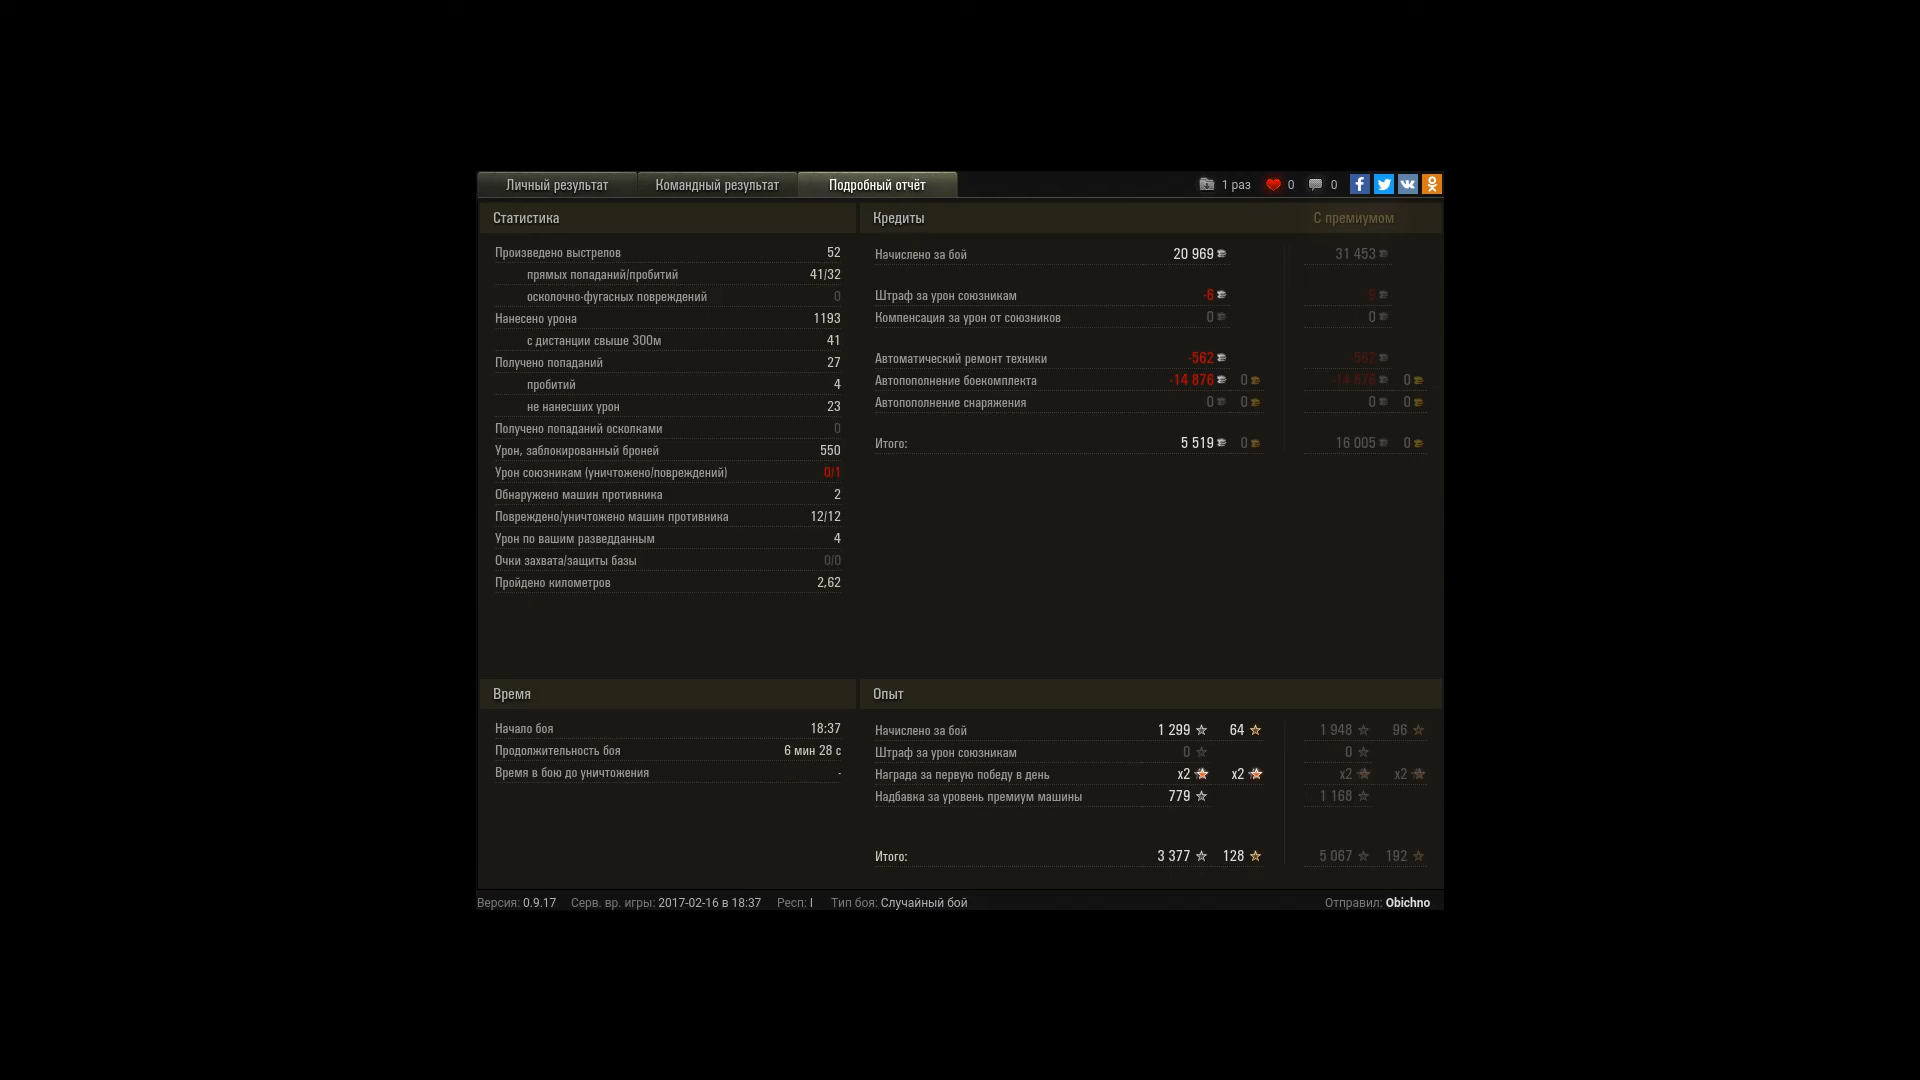 Личный результат Командный результат Подробный отчёт 1 раз 0 0
Статистика
Произведено выстрелов 52
прямых попаданий/пробитий 41/32
осколочно-фугасных повреждений 0
Нанесено урона 1193
с дистанции свыше 300м 41
Получено попаданий 27
пробитий 4
не нанесших урон 23
Получено попаданий осколками 0
Урон, заблокированный броней 550
Урон союзникам (уничтожено/повреждений) 0/1
Обнаружено машин противника 2
Повреждено/уничтожено машин противника 12/12
Урон по вашим разведданным 4
Очки захвата/защиты базы 0/0
Пройдено километров 2,62
Кредиты С премиумом
Начислено за бой 20 969 31 453
Штраф за урон союзникам -6
Компенсация за урон от союзников 0 0
Автоматический ремонт техники -562 -562
Автопополнение боекомплекта -14 876 0 -14 876 0
Автопополнение снаряжения 0 0 0 0
Итого: 5 519 0 16 005 0
Время
Начало боя 18:37
Продолжительность боя 6 мин 28 с
Время в бою до уничтожения -
Опыт
Начислено за бой 1 299 64 1 948 96
Штраф за урон союзникам 0 0
Награда за первую победу в день x2 x2 x2 x2
Надбавка за уровень премиум машины 779 1 168
Итого: 3 377 128 5 067 192
Версия: 0.9.17 Серв. вр. игры: 2017-02-16 в 18:37 Респ: I Тип боя: Случайный бой Отправил: Obichno